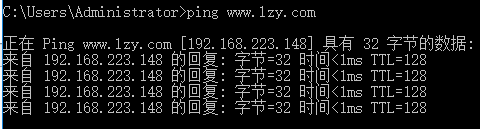 C:\Users\Administrator>ping www.lzy.com
正在 Ping www.lzy.com [192.168.223.148] 具有 32 字节的数据:
来自 192.168.223.148 的回复: 字节=32 时间<1ms TTL=128
来自 192.168.223.148 的回复: 字节=32 时间<1ms TTL=128
来自 192.168.223.148 的回复: 字节=32 时间<1ms TTL=128
来自 192.168.223.148 的回复: 字节=32 时间<1ms TTL=128